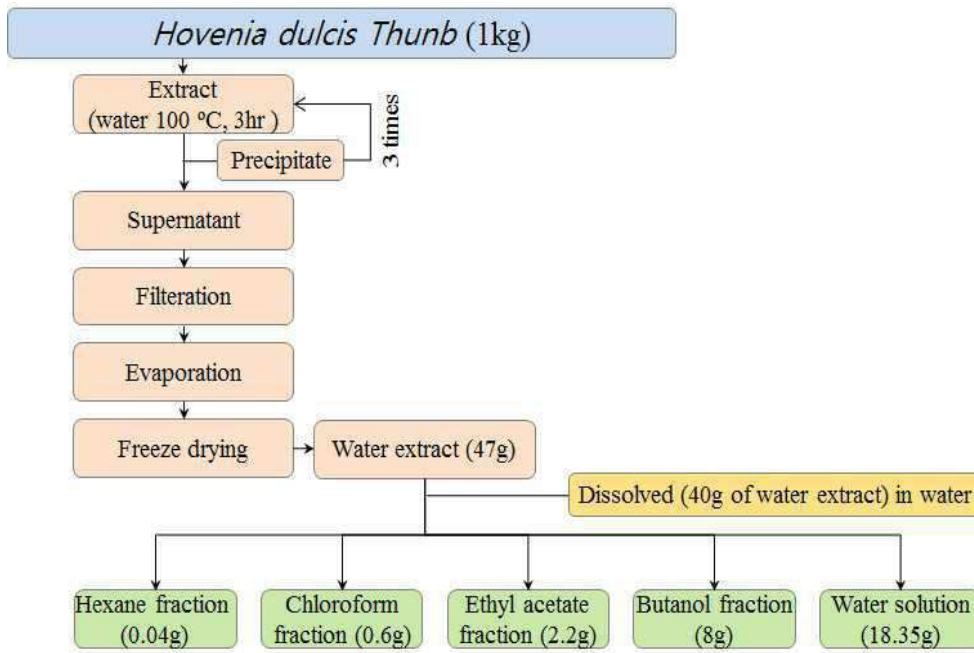 Hovenia dulcis Thunb (1kg)
Extract
(water 100 ºC, 3hr )
3 times
Precipitate
Supernatant
Filteration
Evaporation
Freeze drying
Water extract (47g)
Dissolved (40g of water extract) in water
Hexane fraction
(0.04g)
Chloroform
fraction (0.6g)
Ethyl acetate
fraction (2.2g)
Butanol fraction
(8g)
Water solution
(18.35g)